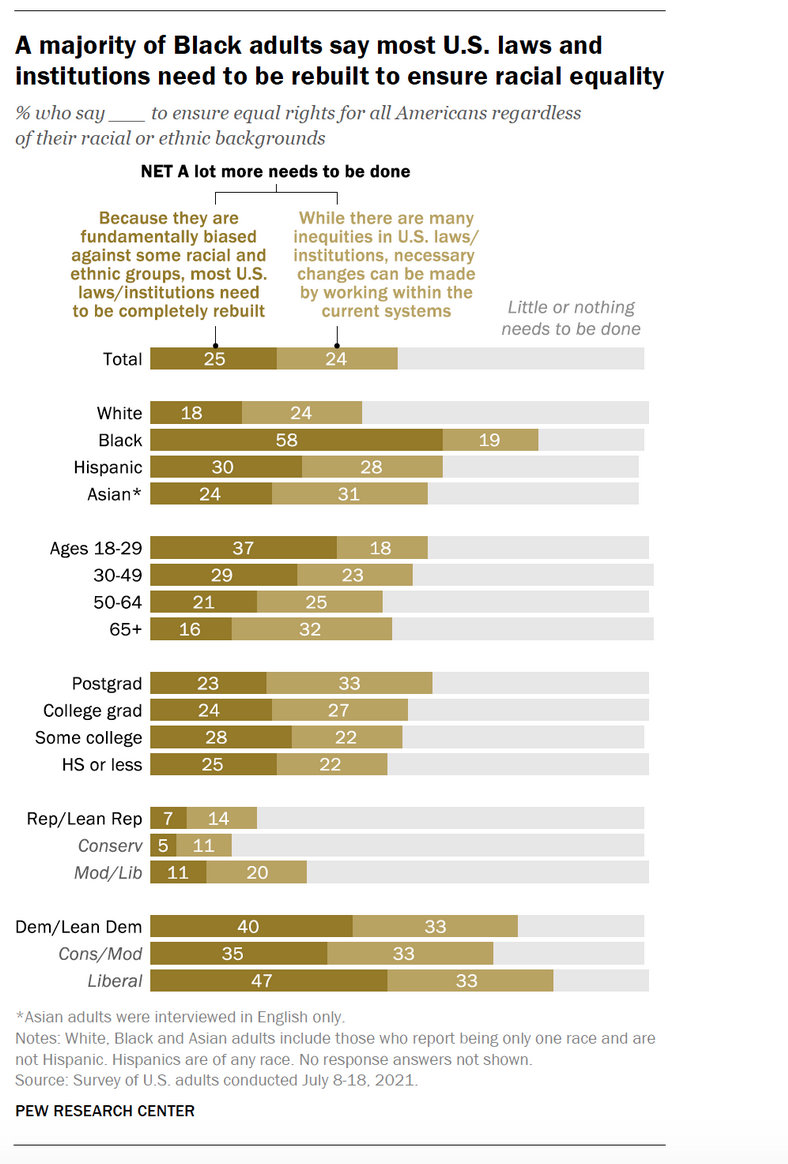 A majority of Black adults say most U.S. laws and
institutions need to be rebuilt to ensure racial equality
% who say ___ to ensure equal rights for all Americans regardless
of their racial or ethnic backgrounds
NET A lot more needs to be done
Because they are
fundamentally biased
against some racial and
ethnic groups, most U.S.
laws/institutions need
to be completely rebuilt
While there are many
inequities in U.S. laws/
institutions, necessary
changes can be made
by working within the
current systems
Little or nothing
needs to be done
Total 25 24
White 18 24
Black 58 19
Hispanic 30 28
Asian* 24 31
Ages 18-29 37 18
30-49 29 23
50-64 21 25
65+ 16 32
Postgrad 23 33
College grad 24 27
Some college 28 22
HS or less 25 22
Rep/Lean Rep 7 14
Conserv 5 11
Mod/Lib 11 20
Dem/Lean Dem 40 33
Cons/Mod 35 33
Liberal 47 33
*Asian adults were interviewed in English only.
Notes: White, Black and Asian adults include those who report being only one race and are
not Hispanic. Hispanics are of any race. No response answers not shown.
Source: Survey of U.S. adults conducted July 8-18, 2021.
PEW RESEARCH CENTER